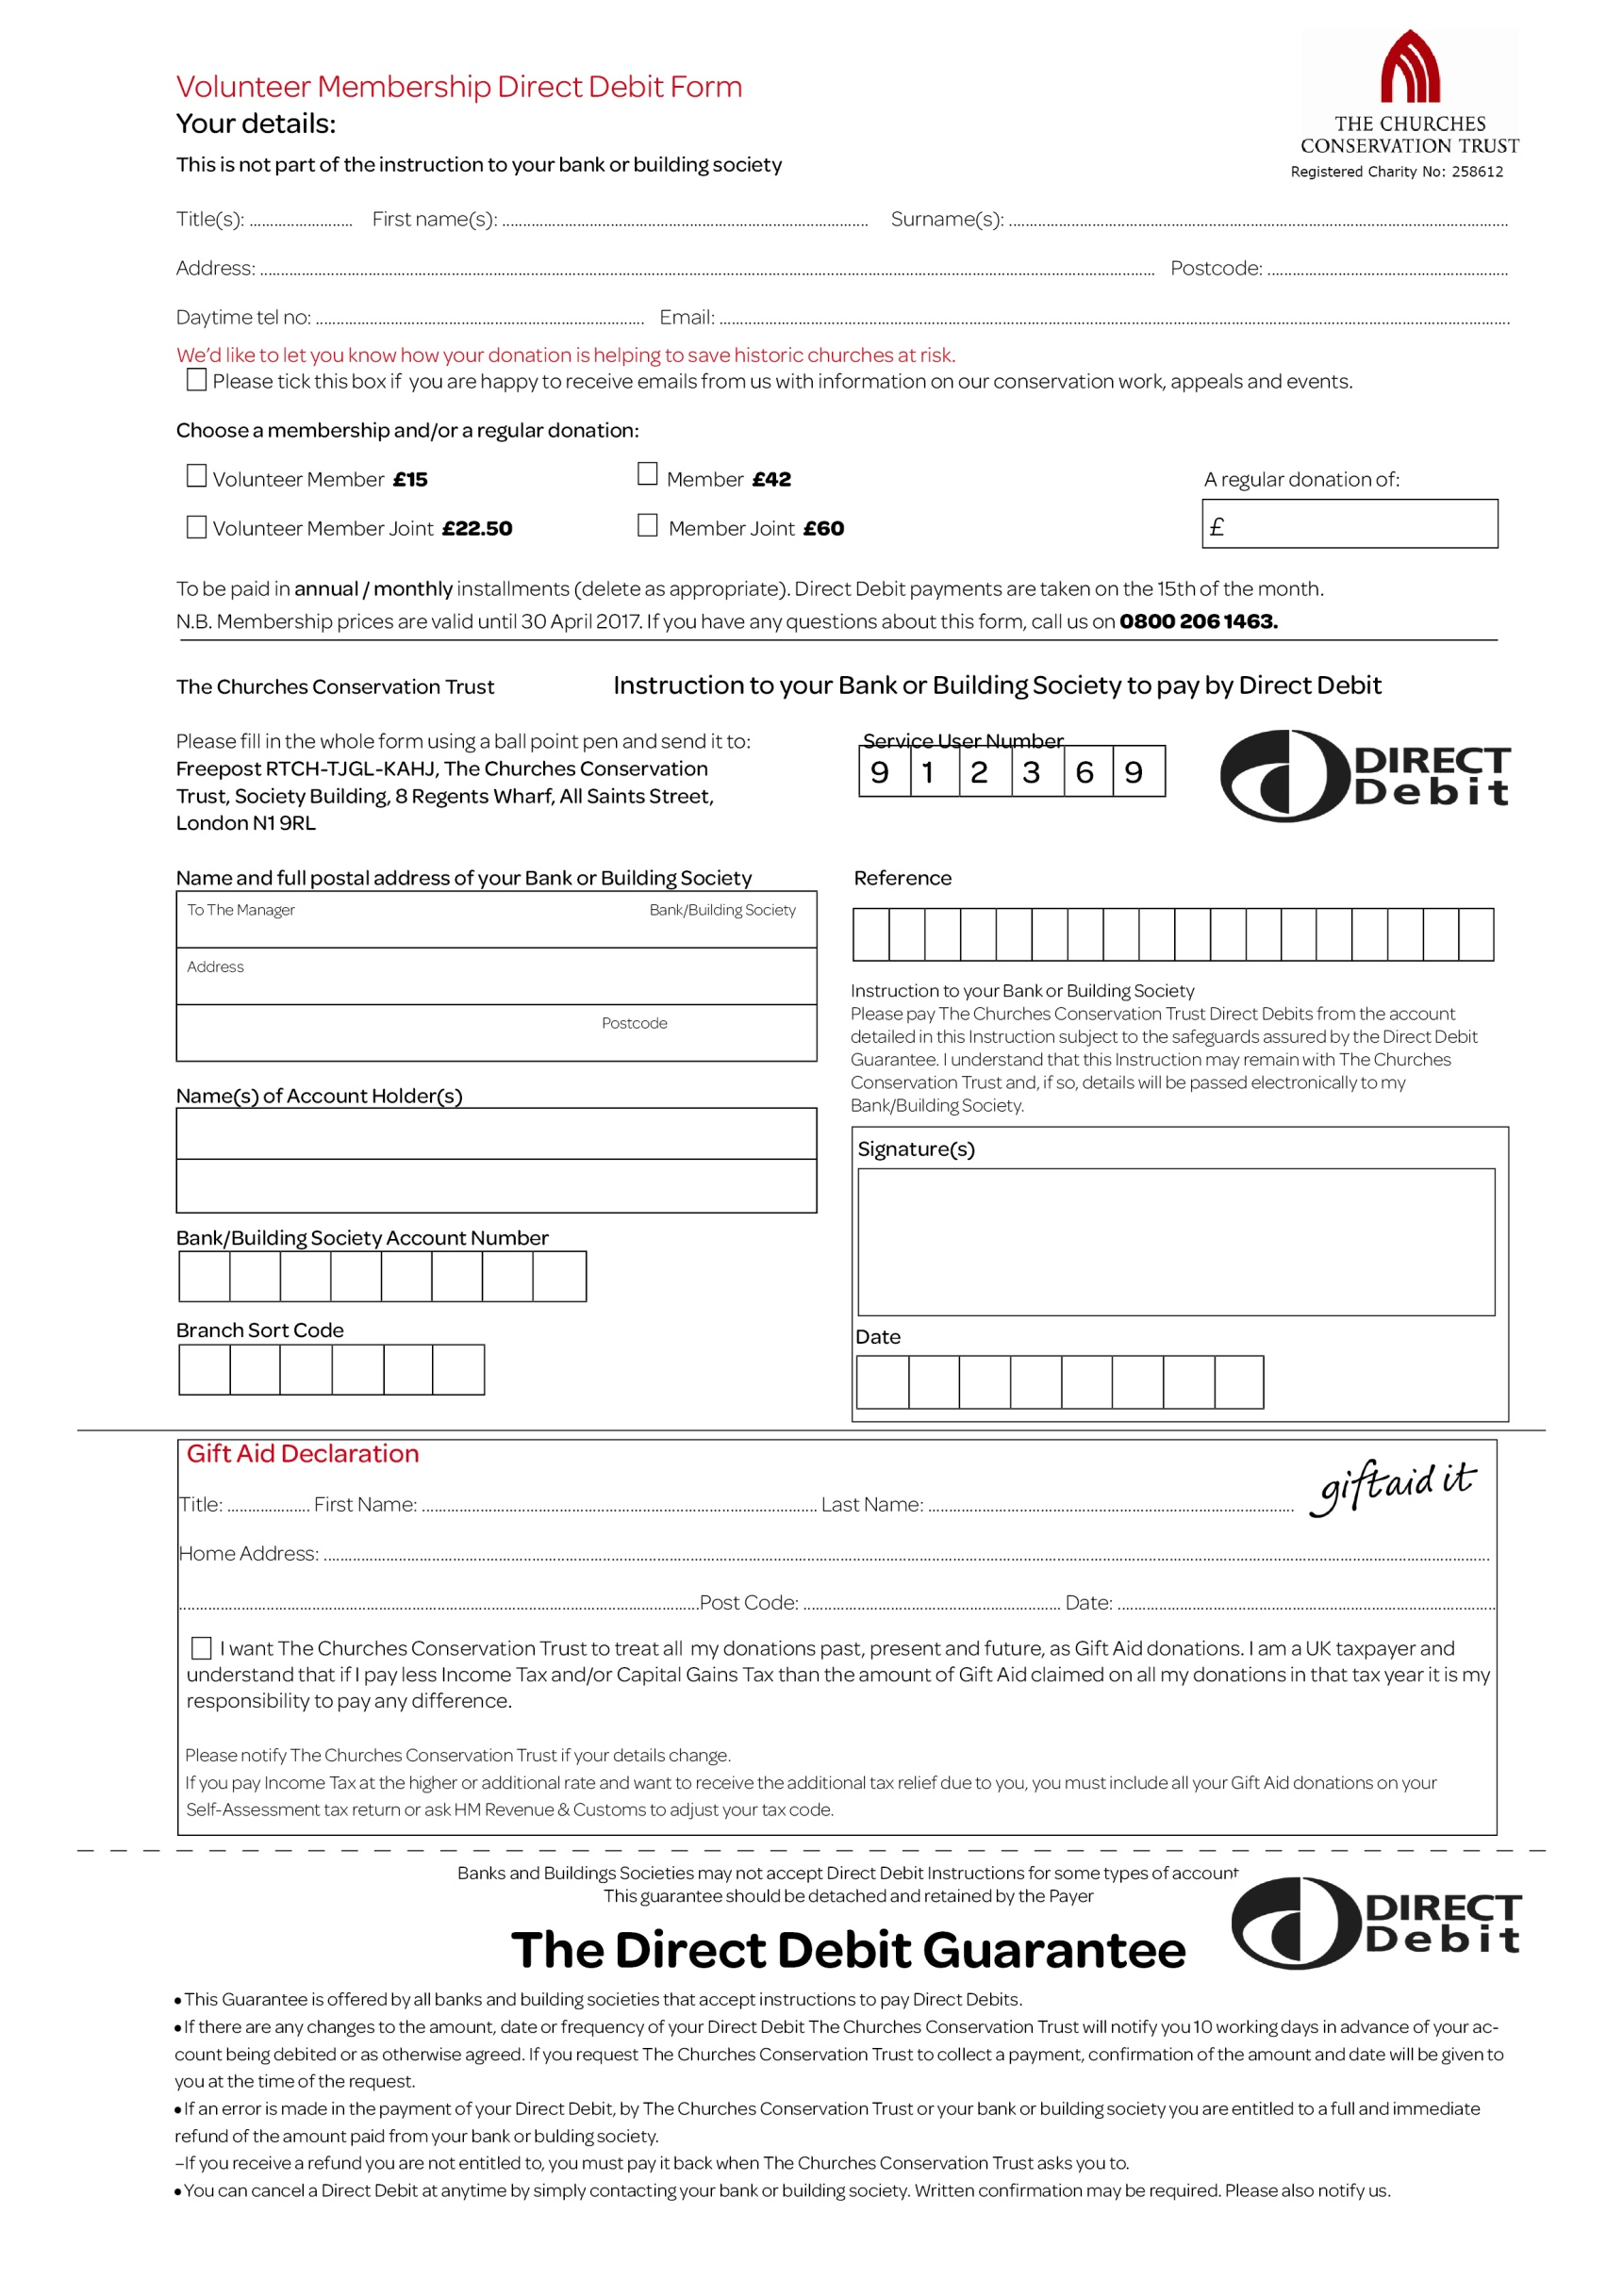 Volunteer Membership Direct Debit Form
THE CHURCHES
CONSERVATION TRUST
Registered Charity No: 258612
Your details:
This is not part of the instruction to your bank or building society
Title(s): ......................... First name(s): ........................................................................................ Surname(s): ........................................................................................................................
Address: ........................................................................................................................................................................................................................ Postcode: ..........................................................
Daytime tel no: ............................................................................... Email: ..............................................................................................................................................................................................
We'd like to let you know how your donation is helping to save historic churches at risk.
Please tick this box if you are happy to receive emails from us with information on our conservation work, appeals and events.
Choose a membership and/or a regular donation:
Volunteer Member £15 Member £42 A regular donation of:
Volunteer Member Joint £22.50 Member Joint £60 £
To be paid in annual / monthly installments (delete as appropriate). Direct Debit payments are taken on the 15th of the month.
N.B. Membership prices are valid until 30 April 2017. If you have any questions about this form, call us on 0800 206 1463.
The Churches Conservation Trust Instruction to your Bank or Building Society to pay by Direct Debit
Please fill in the whole form using a ball point pen and send it to:
Freepost RTCH-TJGL-KAHJ, The Churches Conservation
Trust, Society Building, 8 Regents Wharf, All Saints Street,
London N1 9RL
Service User Number
9 1 2 3 6 9
DIRECT
Debit
Name and full postal address of your Bank or Building Society
To The Manager Bank/Building Society
Address
Postcode
Name(s) of Account Holder(s)
Bank/Building Society Account Number
Branch Sort Code
Reference
Instruction to your Bank or Building Society
Please pay The Churches Conservation Trust Direct Debits from the account
detailed in this Instruction subject to the safeguards assured by the Direct Debit
Guarantee. I understand that this Instruction may remain with The Churches
Conservation Trust and, if so, details will be passed electronically to my
Bank/Building Society.
Signature(s)
Date
Gift Aid Declaration
giftaid it
Title: .................... First Name: ............................................................................................... Last Name: ........................................................................................
Home Address: ........................................................................................................................................................................................................................................................................................
.............................................................................................................................Post Code: .............................................................. Date: ...........................................................................................
I want The Churches Conservation Trust to treat all my donations past, present and future, as Gift Aid donations. I am a UK taxpayer and
understand that if I pay less Income Tax and/or Capital Gains Tax than the amount of Gift Aid claimed on all my donations in that tax year it is my
responsibility to pay any difference.
Please notify The Churches Conservation Trust if your details change.
If you pay Income Tax at the higher or additional rate and want to receive the additional tax relief due to you, you must include all your Gift Aid donations on your
Self-Assessment tax return or ask HM Revenue & Customs to adjust your tax code.
Banks and Buildings Societies may not accept Direct Debit Instructions for some types of account
This guarantee should be detached and retained by the Payer
The Direct Debit Guarantee
DIRECT
Debit
• This Guarantee is offered by all banks and building societies that accept instructions to pay Direct Debits.
• If there are any changes to the amount, date or frequency of your Direct Debit The Churches Conservation Trust will notify you 10 working days in advance of your ac-
count being debited or as otherwise agreed. If you request The Churches Conservation Trust to collect a payment, confirmation of the amount and date will be given to
you at the time of the request.
• If an error is made in the payment of your Direct Debit, by The Churches Conservation Trust or your bank or building society you are entitled to a full and immediate
refund of the amount paid from your bank or bulding society.
–If you receive a refund you are not entitled to, you must pay it back when The Churches Conservation Trust asks you to.
• You can cancel a Direct Debit at anytime by simply contacting your bank or building society. Written confirmation may be required. Please also notify us.